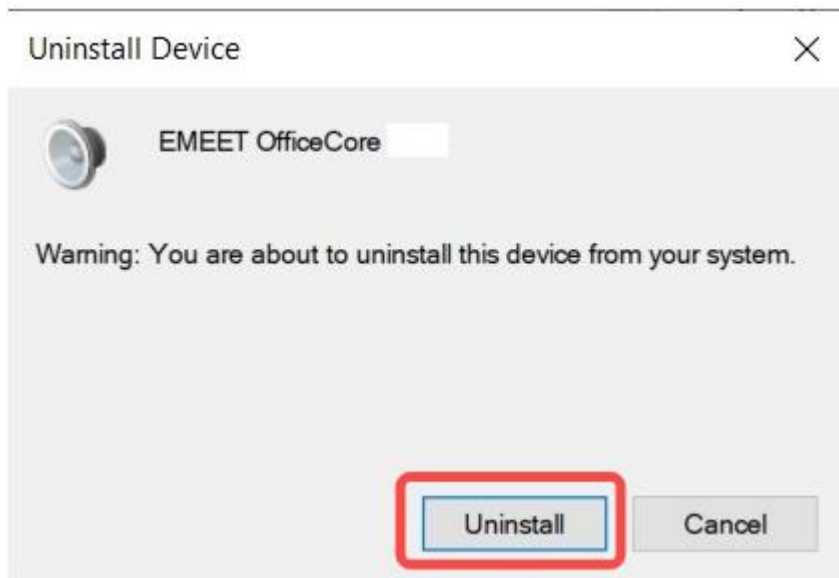 Uninstall Device
EMEET OfficeCore
Warning: You are about to uninstall this device from your system.
Uninstall
Cancel